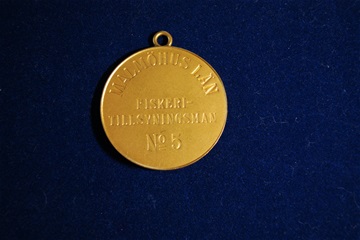 MALMÖHUS LÄN
FISKERI-
TILLSYNINGSMAN
No 5